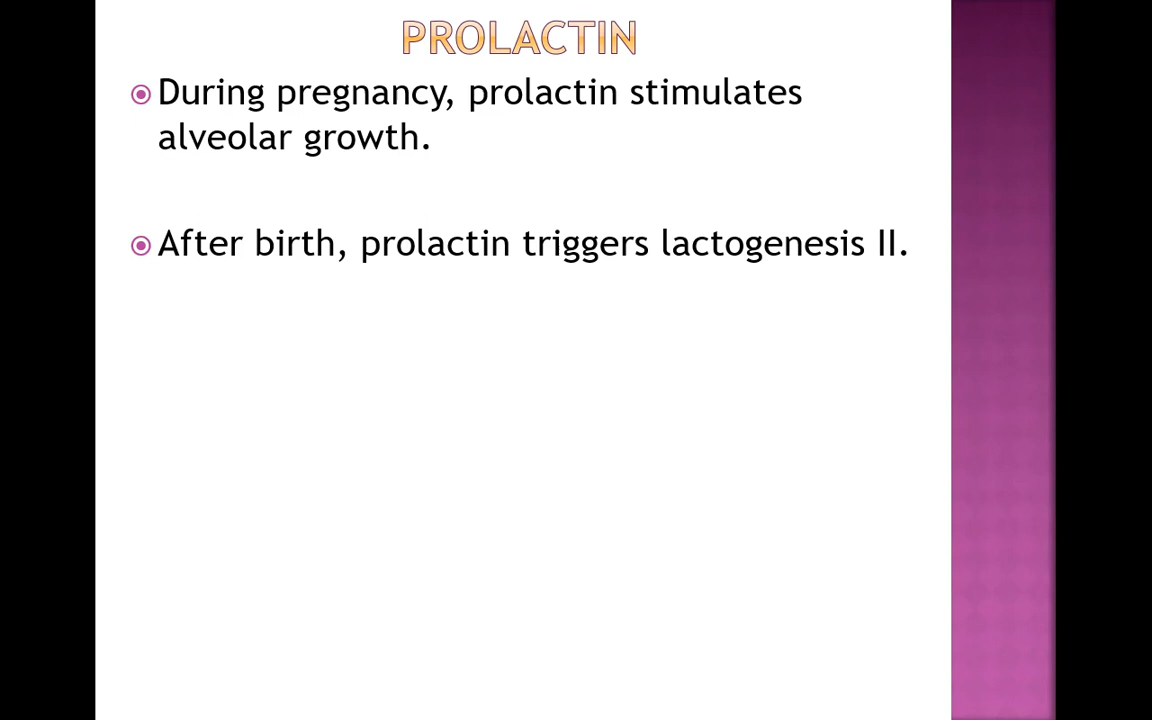 PROLACTIN
During pregnancy, prolactin stimulates
alveolar growth.
After birth, prolactin triggers lactogenesis II.